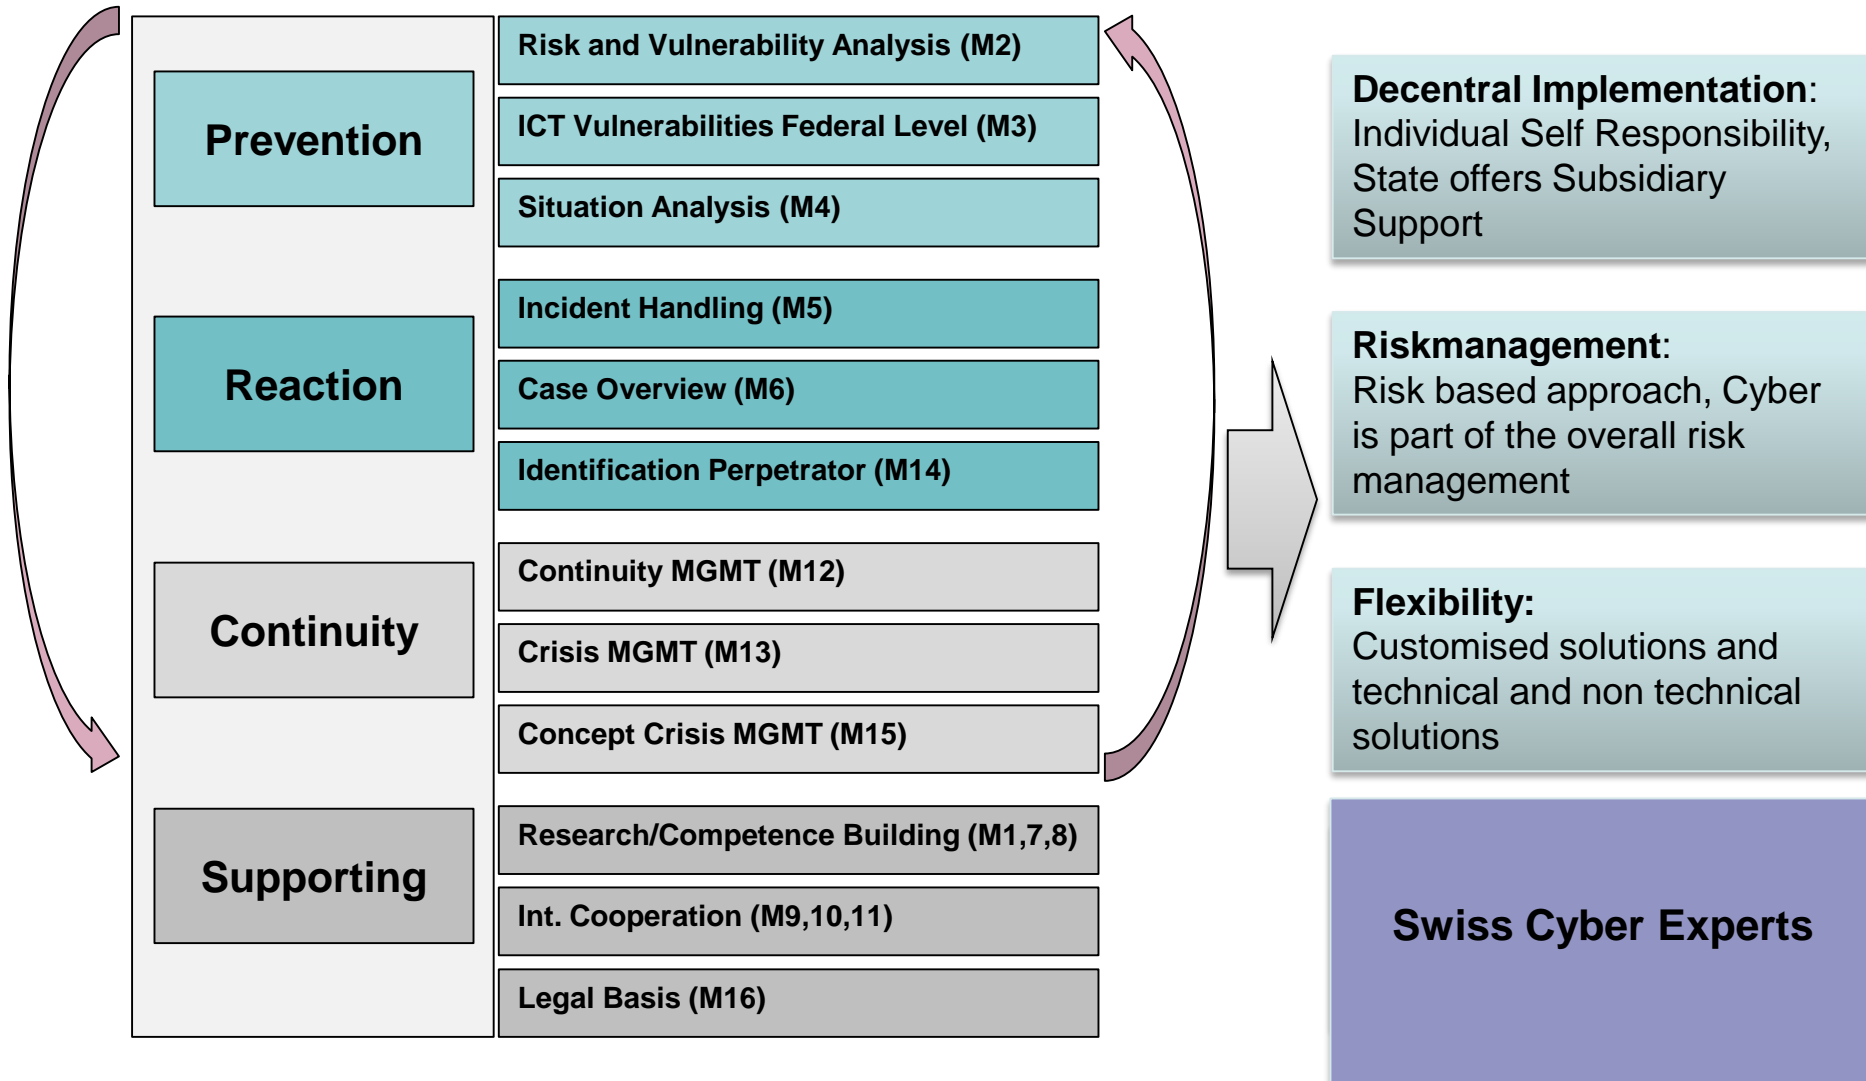 Prevention
Risk and Vulnerability Analysis (M2)
ICT Vulnerabilities Federal Level (M3)
Situation Analysis (M4)
Reaction
Incident Handling (M5)
Case Overview (M6)
Identification Perpetrator (M14)
Continuity
Continuity MGMT (M12)
Crisis MGMT (M13)
Concept Crisis MGMT (M15)
Supporting
Research/Competence Building (M1,7,8)
Int. Cooperation (M9,10,11)
Legal Basis (M16)
Decentral Implementation:
Individual Self Responsibility,
State offers Subsidiary
Support
Riskmanagement:
Risk based approach, Cyber
is part of the overall risk
management
Flexibility:
Customised solutions and
technical and non technical
solutions
Swiss Cyber Experts